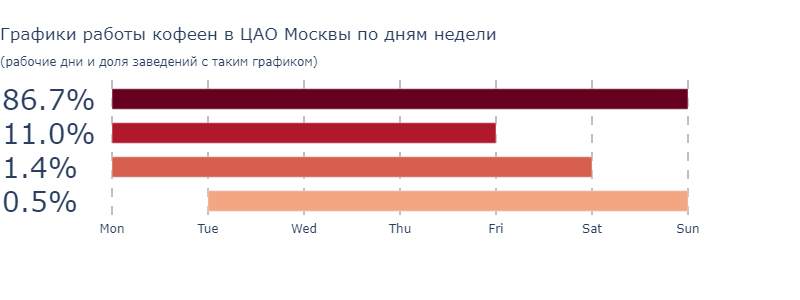 Графики работы кофеен в ЦАО Москвы по дням недели
(рабочие дни и доля заведений с таким графиком)
86.7%
11.0%
1.4%
0.5%
Mon Tue Wed Thu Fri Sat Sun